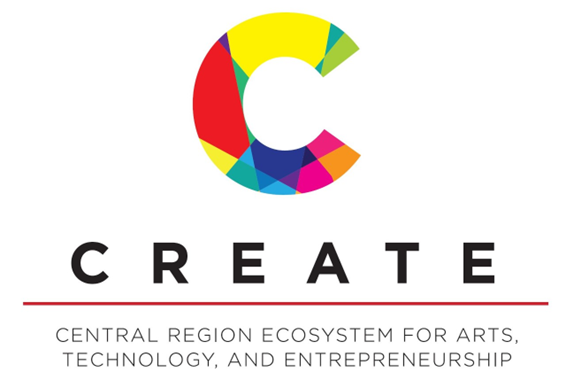 C
CREATE
CENTRAL REGION ECOSYSTEM FOR ARTS,
TECHNOLOGY, AND ENTREPRENEURSHIP